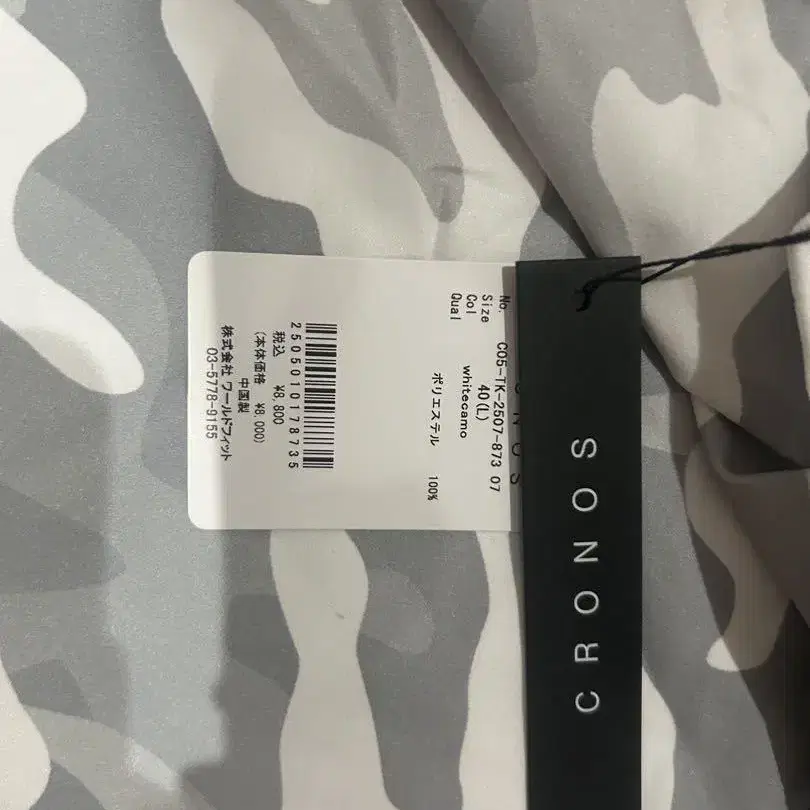 CRONOS
No. C05-TK-2507-873 07
Size 40(L)
Col whitecamo
Qual ポリエステル 100%
2505010178735
税込 ¥8,800
(本体価格 ¥8,000)
中国製
株式会社 ワールドフィット
03-5778-9155